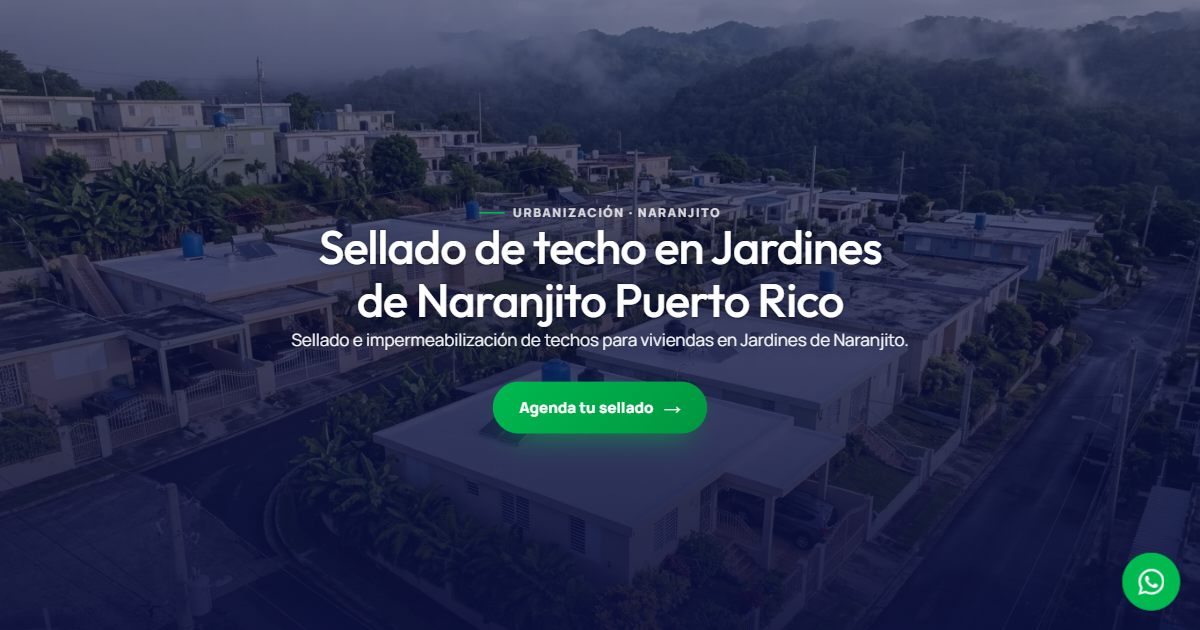 URBANIZACIÓN · NARANJITO
Sellado de techo en Jardines
de Naranjito Puerto Rico
Sellado e impermeabilización de techos para viviendas en Jardines de Naranjito.
Agenda tu sellado →